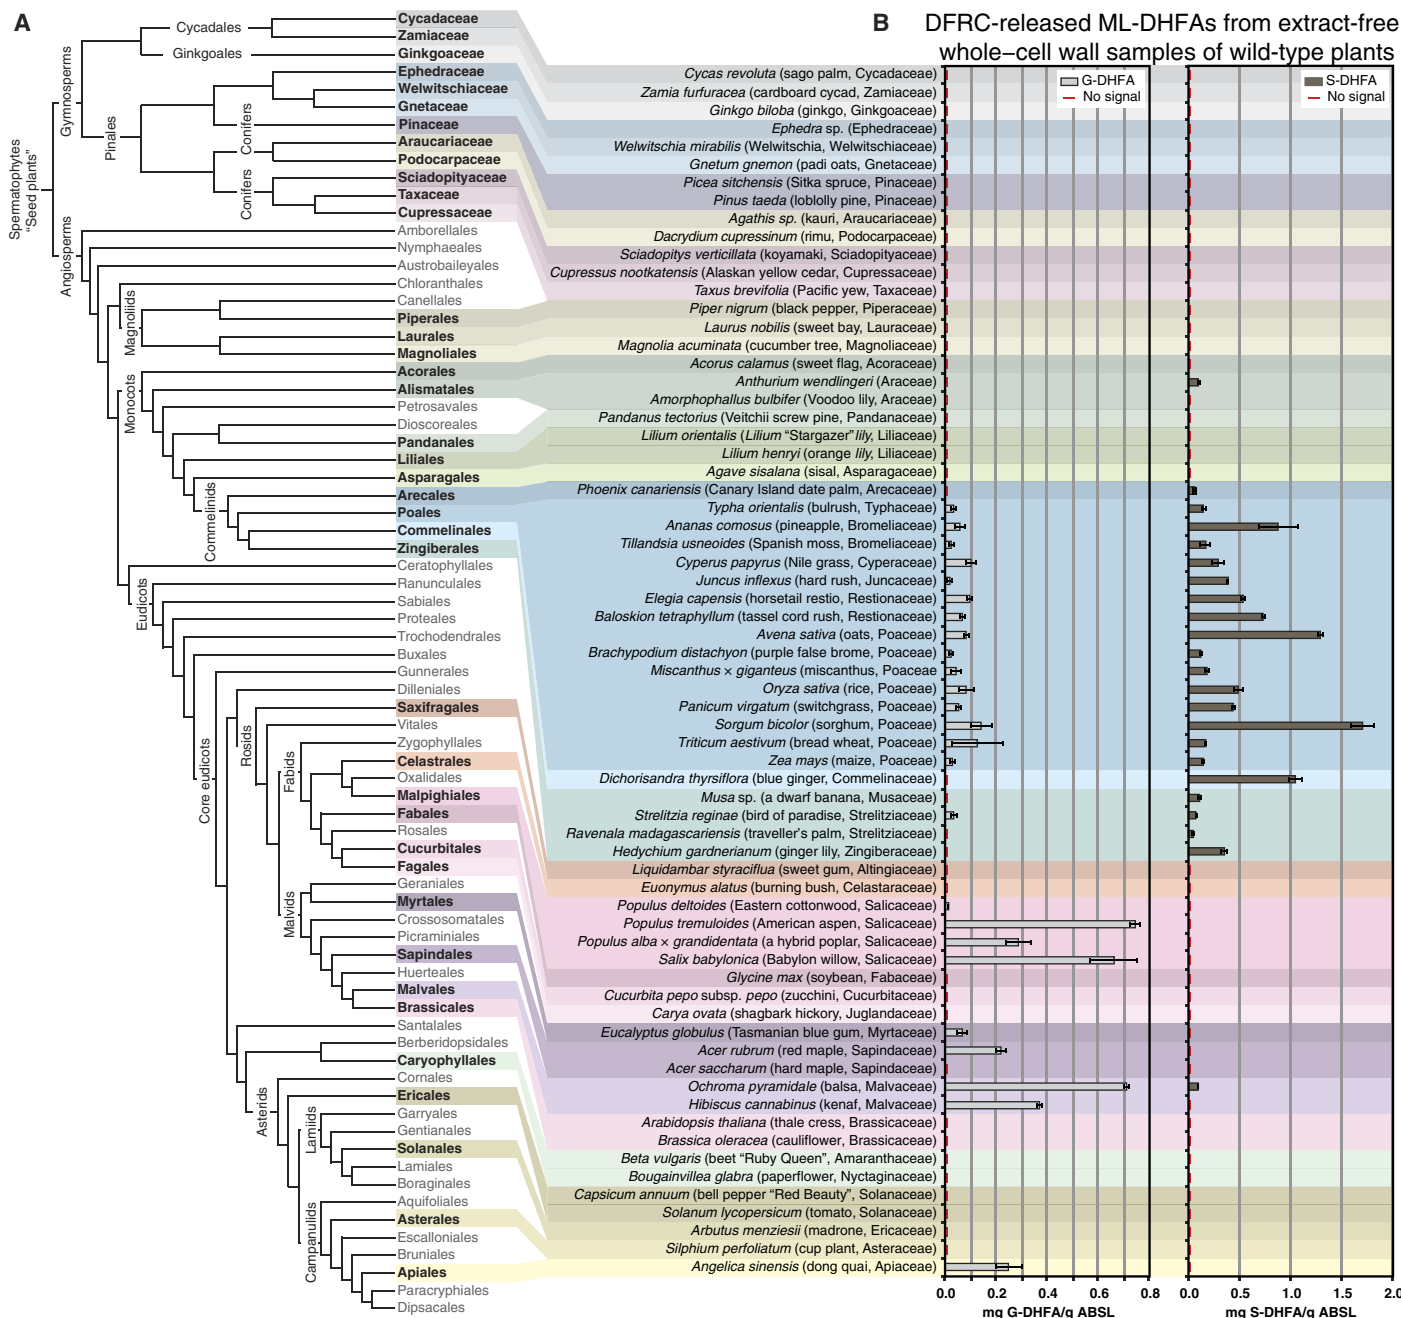 A
Spermatophytes
"Seed plants"
Gymnosperms
Angiosperms
Cycadales
Ginkgoales
Pinales
Conifers
Conifers
Magnoliids
Monocots
Commelinids
Eudicots
Core eudicots
Rosids
Fabids
Malvids
Asterids
Lamiids
Campanulids
Cycadaceae
Zamiaceae
Ginkgoaceae
Ephedraceae
Welwitschiaceae
Gnetaceae
Pinaceae
Araucariaceae
Podocarpaceae
Sciadopityaceae
Taxaceae
Cupressaceae
Amborellales
Nymphaeales
Austrobaileyales
Chloranthales
Canellales
Piperales
Laurales
Magnoliales
Acorales
Alismatales
Petrosavales
Dioscoreales
Pandanales
Liliales
Asparagales
Arecales
Poales
Commelinales
Zingiberales
Ceratophyllales
Ranunculales
Sabiales
Proteales
Trochodendrales
Buxales
Gunnerales
Dilleniales
Saxifragales
Vitales
Zygophyllales
Celastrales
Oxalidales
Malpighiales
Fabales
Rosales
Cucurbitales
Fagales
Geraniales
Myrtales
Crossosomatales
Picraminiales
Sapindales
Huerteales
Malvales
Brassicales
Santalales
Berberidopsidales
Caryophyllales
Cornales
Ericales
Garryales
Gentianales
Solanales
Lamiales
Boraginales
Aquifoliales
Asterales
Escalloniales
Bruniales
Apiales
Paracryphiales
Dipsacales
B DFRC-released ML-DHFAs from extract-free
whole–cell wall samples of wild-type plants
G-DHFA
No signal
S-DHFA
No signal
Cycas revoluta (sago palm, Cycadaceae)
Zamia furfuracea (cardboard cycad, Zamiaceae)
Ginkgo biloba (ginkgo, Ginkgoaceae)
Ephedra sp. (Ephedraceae)
Welwitschia mirabilis (Welwitschia, Welwitschiaceae)
Gnetum gnemon (padi oats, Gnetaceae)
Picea sitchensis (Sitka spruce, Pinaceae)
Pinus taeda (loblolly pine, Pinaceae)
Agathis sp. (kauri, Araucariaceae)
Dacrydium cupressinum (rimu, Podocarpaceae)
Sciadopitys verticillata (koyamaki, Sciadopityaceae)
Cupressus nootkatensis (Alaskan yellow cedar, Cupressaceae)
Taxus brevifolia (Pacific yew, Taxaceae)
Piper nigrum (black pepper, Piperaceae)
Laurus nobilis (sweet bay, Lauraceae)
Magnolia acuminata (cucumber tree, Magnoliaceae)
Acorus calamus (sweet flag, Acoraceae)
Anthurium wendlingeri (Araceae)
Amorphophallus bulbifer (Voodoo lily, Araceae)
Pandanus tectorius (Veitchii screw pine, Pandanaceae)
Lilium orientalis (Lilium "Stargazer" lily, Liliaceae)
Lilium henryi (orange lily, Liliaceae)
Agave sisalana (sisal, Asparagaceae)
Phoenix canariensis (Canary Island date palm, Arecaceae)
Typha orientalis (bulrush, Typhaceae)
Ananas comosus (pineapple, Bromeliaceae)
Tillandsia usneoides (Spanish moss, Bromeliaceae)
Cyperus papyrus (Nile grass, Cyperaceae)
Juncus inflexus (hard rush, Juncaceae)
Elegia capensis (horsetail restio, Restionaceae)
Baloskion tetraphyllum (tassel cord rush, Restionaceae)
Avena sativa (oats, Poaceae)
Brachypodium distachyon (purple false brome, Poaceae)
Miscanthus × giganteus (miscanthus, Poaceae
Oryza sativa (rice, Poaceae)
Panicum virgatum (switchgrass, Poaceae)
Sorgum bicolor (sorghum, Poaceae)
Triticum aestivum (bread wheat, Poaceae)
Zea mays (maize, Poaceae)
Dichorisandra thyrsiflora (blue ginger, Commelinaceae)
Musa sp. (a dwarf banana, Musaceae)
Strelitzia reginae (bird of paradise, Strelitziaceae)
Ravenala madagascariensis (traveller's palm, Strelitziaceae)
Hedychium gardnerianum (ginger lily, Zingiberaceae)
Liquidambar styraciflua (sweet gum, Altingiaceae)
Euonymus alatus (burning bush, Celastaraceae)
Populus deltoides (Eastern cottonwood, Salicaceae)
Populus tremuloides (American aspen, Salicaceae)
Populus alba × grandidentata (a hybrid poplar, Salicaceae)
Salix babylonica (Babylon willow, Salicaceae)
Glycine max (soybean, Fabaceae)
Cucurbita pepo subsp. pepo (zucchini, Cucurbitaceae)
Carya ovata (shagbark hickory, Juglandaceae)
Eucalyptus globulus (Tasmanian blue gum, Myrtaceae)
Acer rubrum (red maple, Sapindaceae)
Acer saccharum (hard maple, Sapindaceae)
Ochroma pyramidale (balsa, Malvaceae)
Hibiscus cannabinus (kenaf, Malvaceae)
Arabidopsis thaliana (thale cress, Brassicaceae)
Brassica oleracea (cauliflower, Brassicaceae)
Beta vulgaris (beet "Ruby Queen", Amaranthaceae)
Bougainvillea glabra (paperflower, Nyctaginaceae)
Capsicum annuum (bell pepper "Red Beauty", Solanaceae)
Solanum lycopersicum (tomato, Solanaceae)
Arbutus menziesii (madrone, Ericaceae)
Silphium perfoliatum (cup plant, Asteraceae)
Angelica sinensis (dong quai, Apiaceae)
0.0 0.2 0.4 0.6 0.8
mg G-DHFA/g ABSL
0.0 0.5 1.0 1.5 2.0
mg S-DHFA/g ABSL